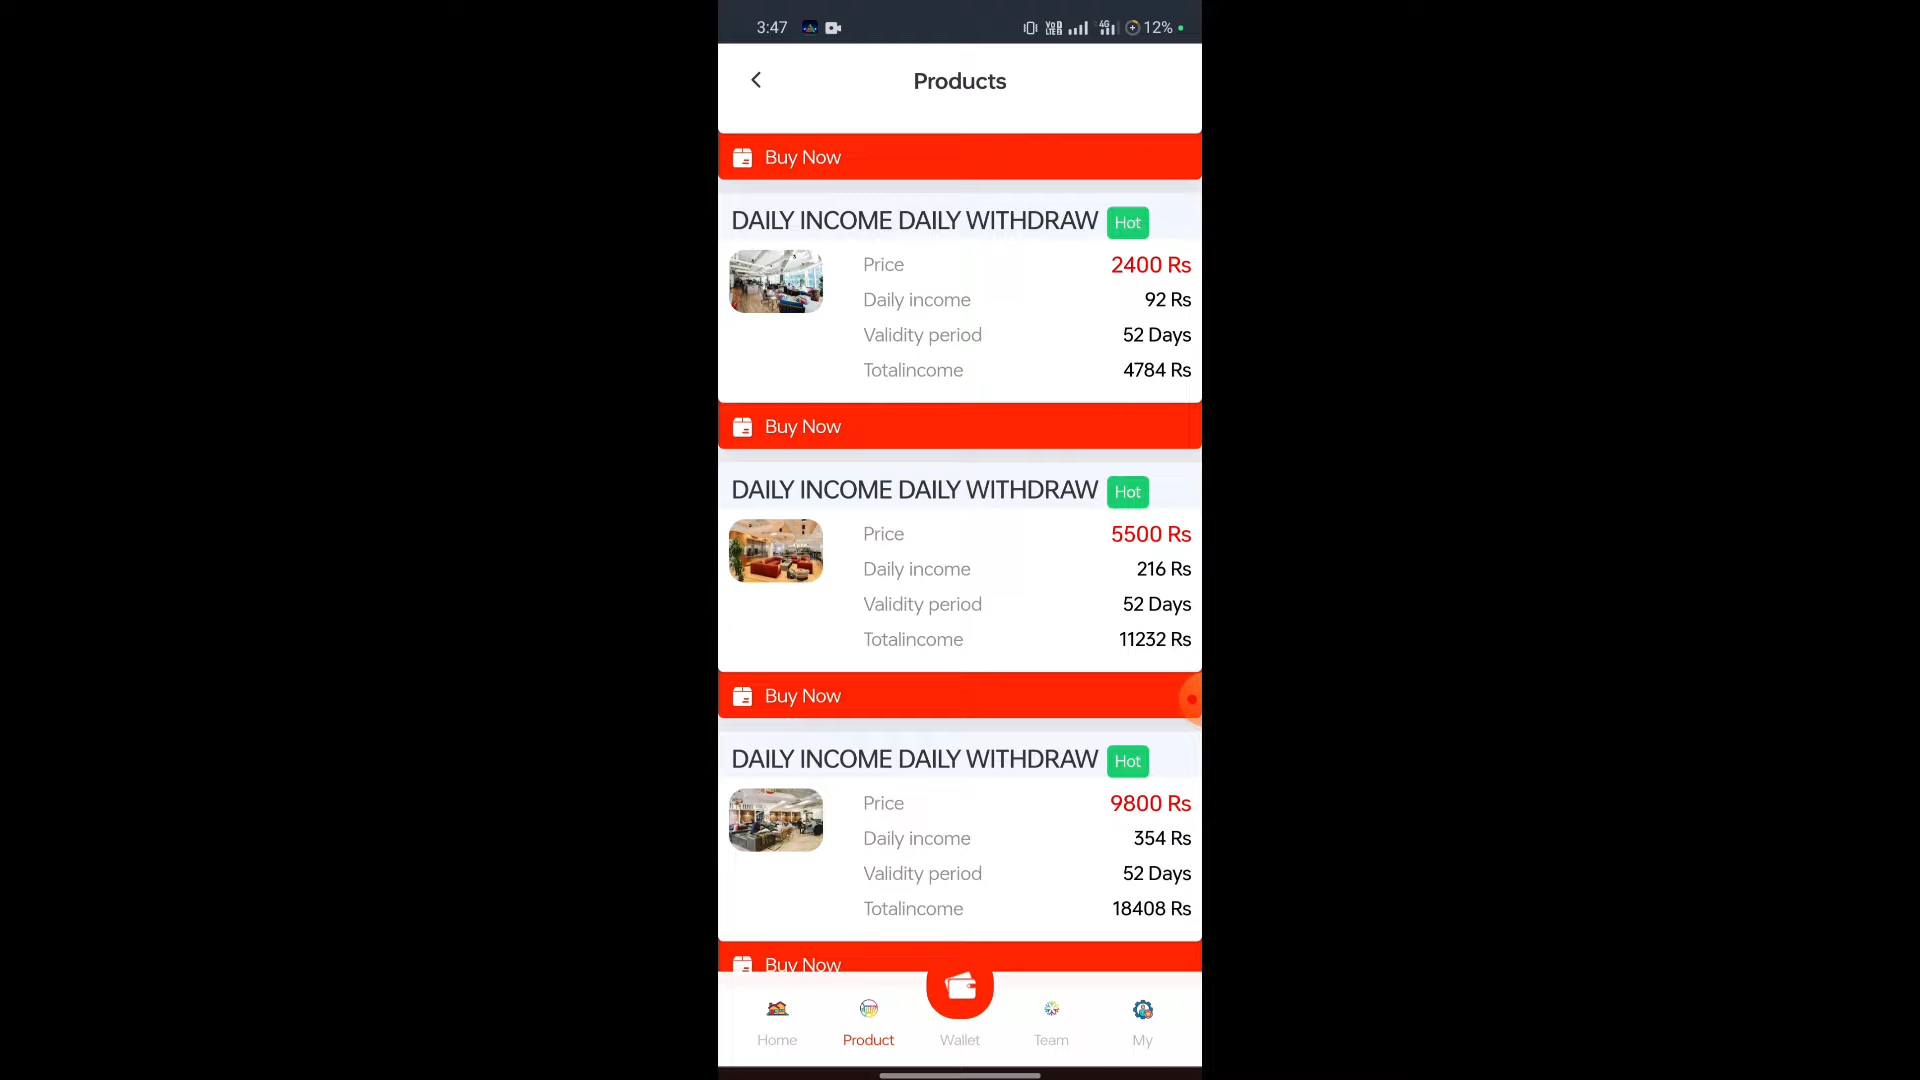 3:47
4G
12%
Products
Buy Now
DAILY INCOME DAILY WITHDRAW Hot
Price 2400 Rs
Daily income 92 Rs
Validity period 52 Days
Totalincome 4784 Rs
Buy Now
DAILY INCOME DAILY WITHDRAW Hot
Price 5500 Rs
Daily income 216 Rs
Validity period 52 Days
Totalincome 11232 Rs
Buy Now
DAILY INCOME DAILY WITHDRAW Hot
Price 9800 Rs
Daily income 354 Rs
Validity period 52 Days
Totalincome 18408 Rs
Buy Now
Home Product Wallet Team My